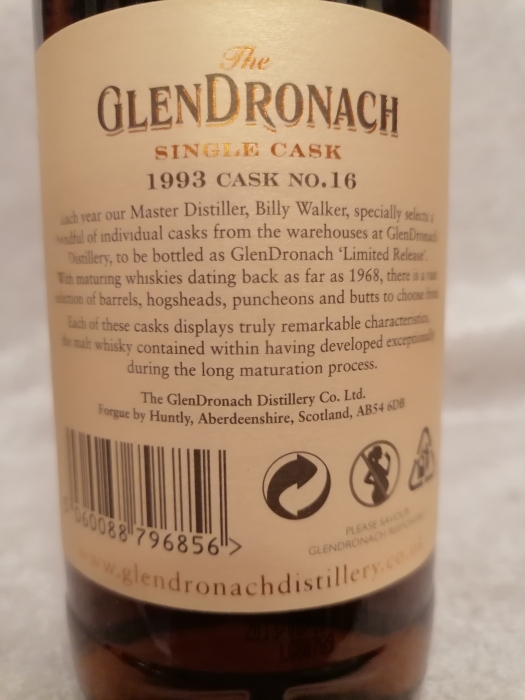 The
GLENDRONACH
SINGLE CASK
1993 CASK NO.16
Each year our Master Distiller, Billy Walker, specially selects a
handful of individual casks from the warehouses at GlenDronach
Distillery, to be bottled as GlenDronach ‘Limited Release’.
With maturing whiskies dating back as far as 1968, there is a vast
selection of barrels, hogsheads, puncheons and butts to choose from.
Each of these casks displays truly remarkable characteristics,
the malt whisky contained within having developed exceptionally
during the long maturation process.
The GlenDronach Distillery Co. Ltd.
Forgue by Huntly, Aberdeenshire, Scotland, AB54 6DB
5 060088 796856 >
PLEASE SAVOUR
GLENDRONACH RESPONSIBLY
www.glendronachdistillery.co.uk